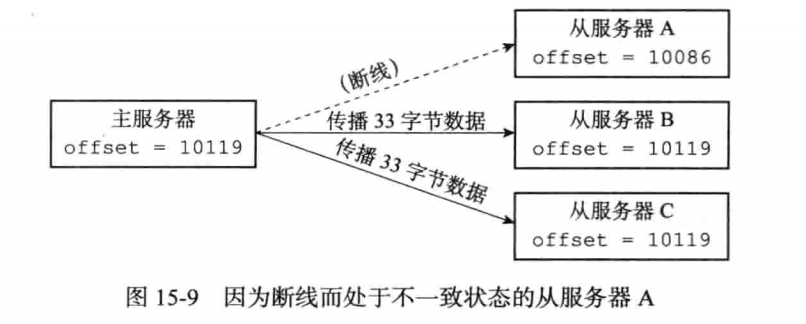 从服务器 A
offset = 10086
(断线)
主服务器
offset = 10119
传播 33 字节数据
从服务器 B
offset = 10119
传播 33 字节数据
从服务器 C
offset = 10119
图 15-9 因为断线而处于不一致状态的从服务器 A